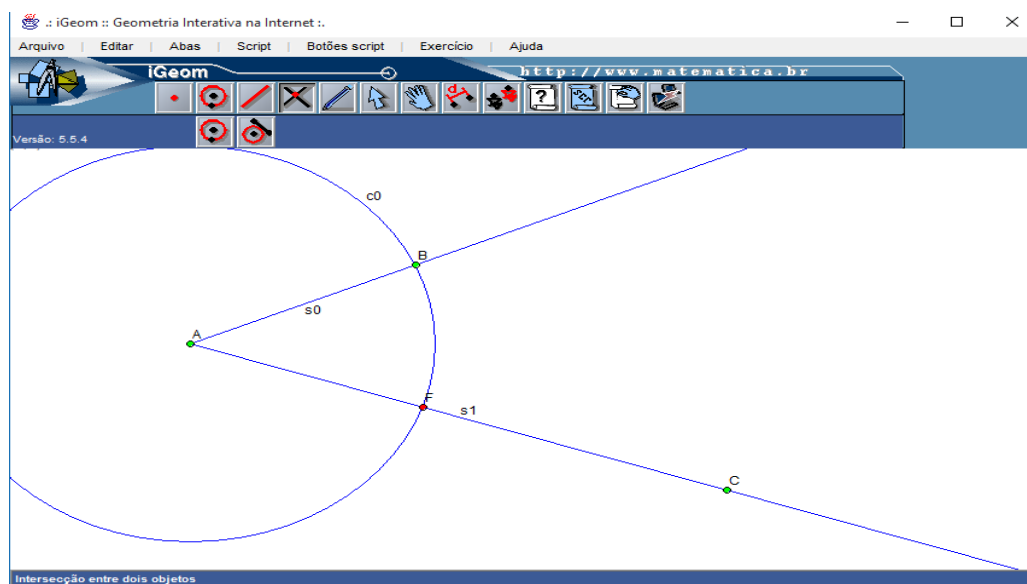 .: iGeom :: Geometria Interativa na Internet :.
Arquivo | Editar | Abas | Script | Botões script | Exercício | Ajuda
iGeom http://www.matematica.br
Versão: 5.5.4
c0
B
s0
A
F
s1
C
Intersecção entre dois objetos